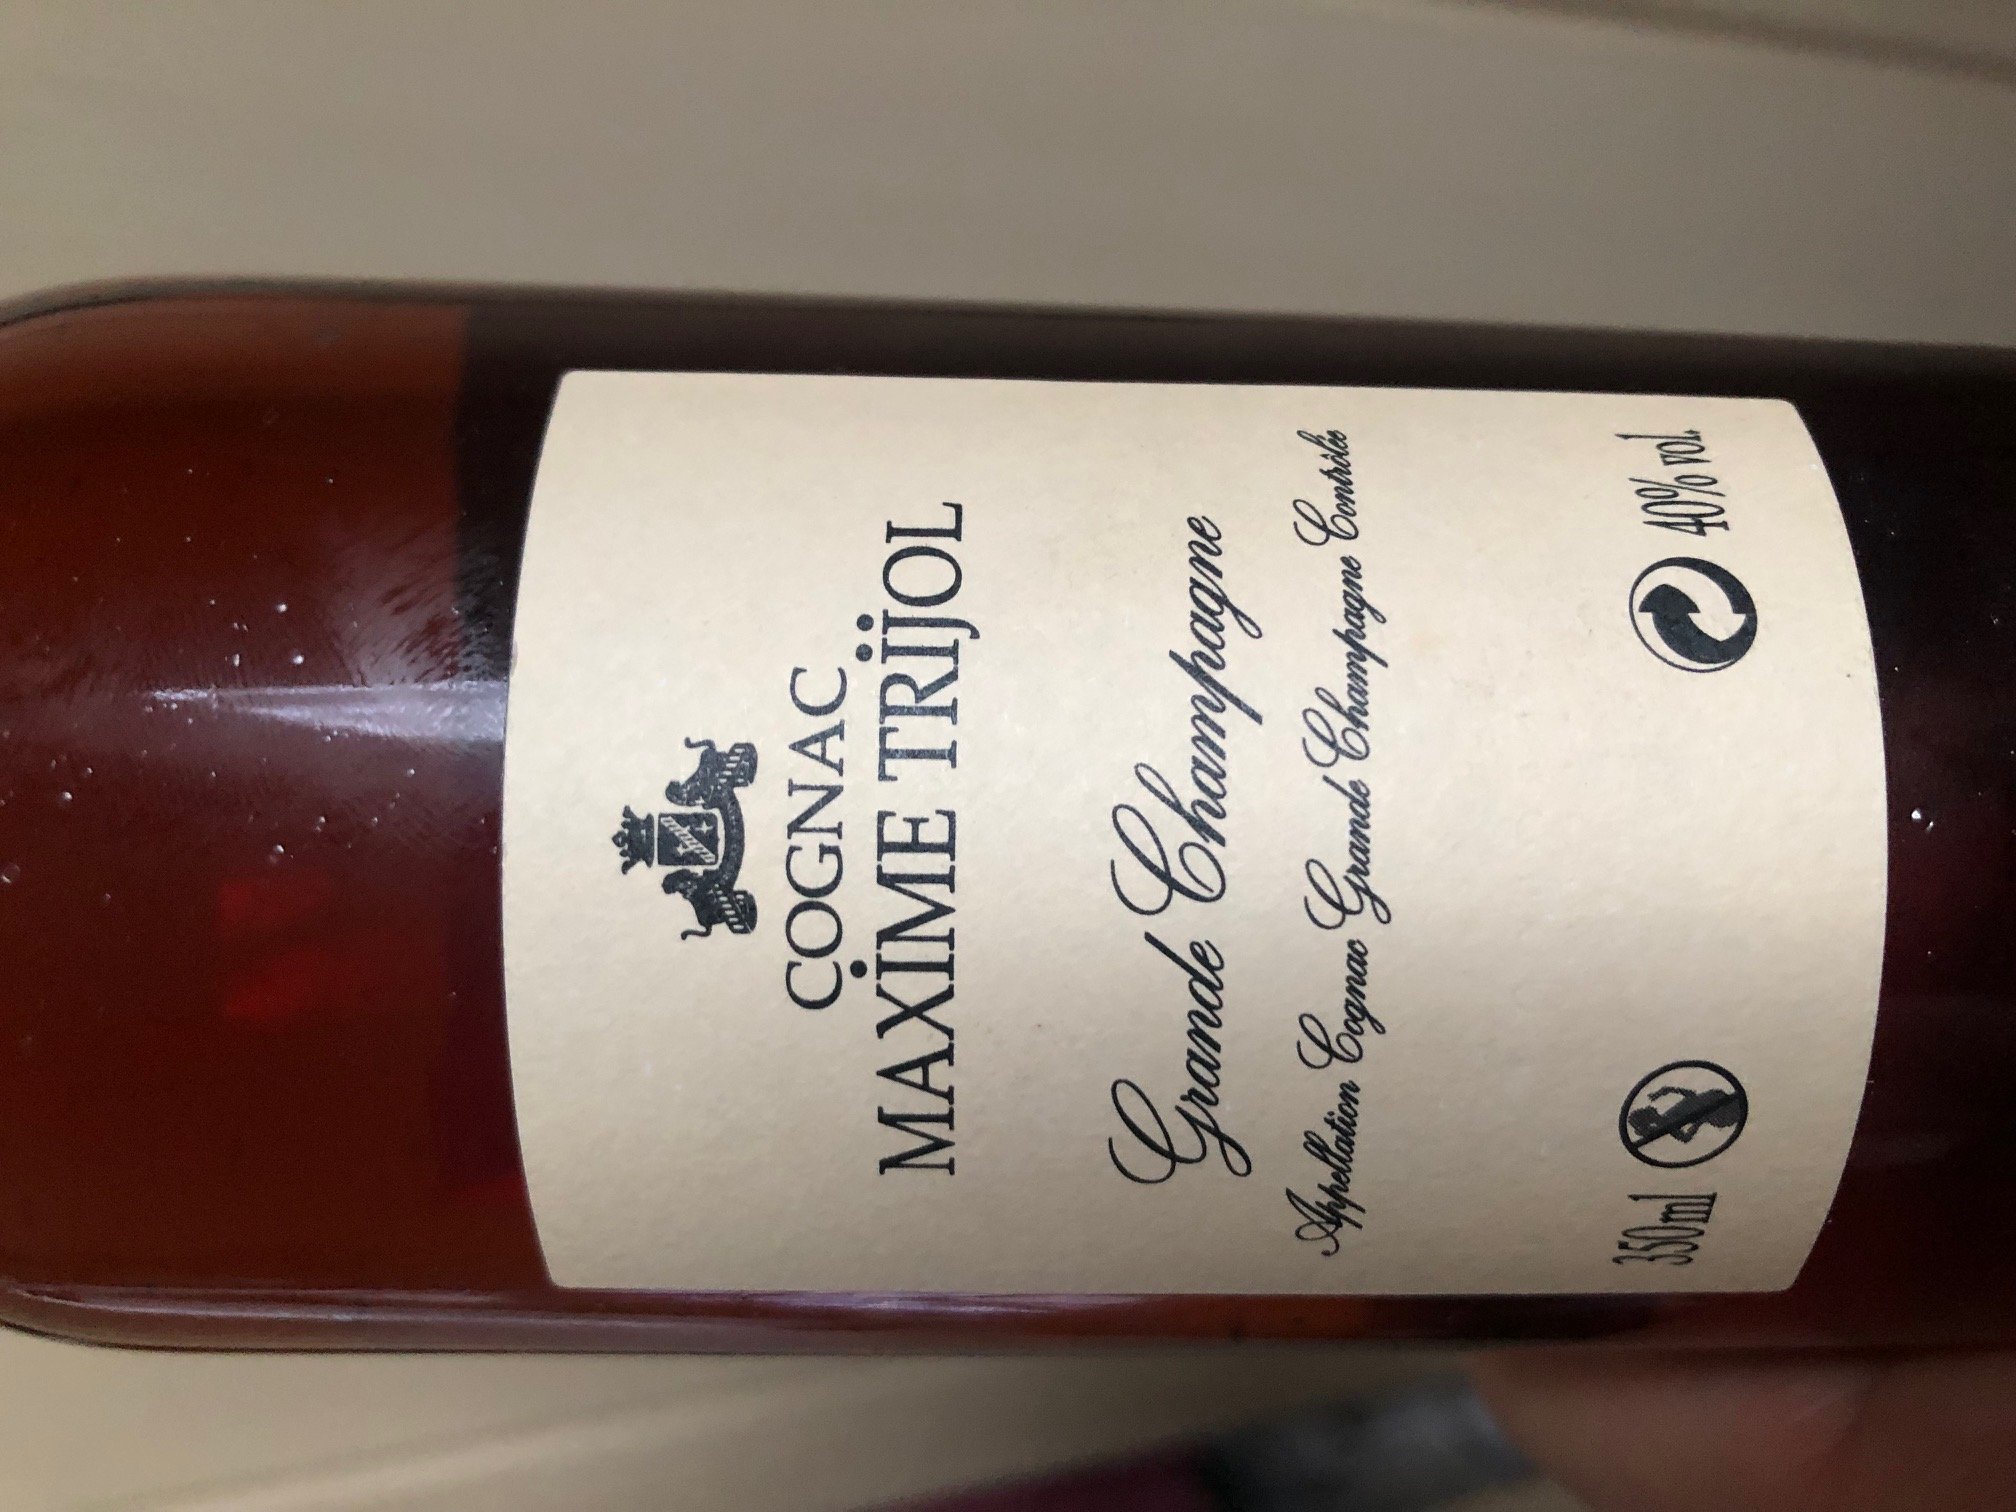 COGNAC
MAXIME TRIJOL
Grande Champagne
Appellation Cognac Grande Champagne Contrôlée
350ml 40% vol.